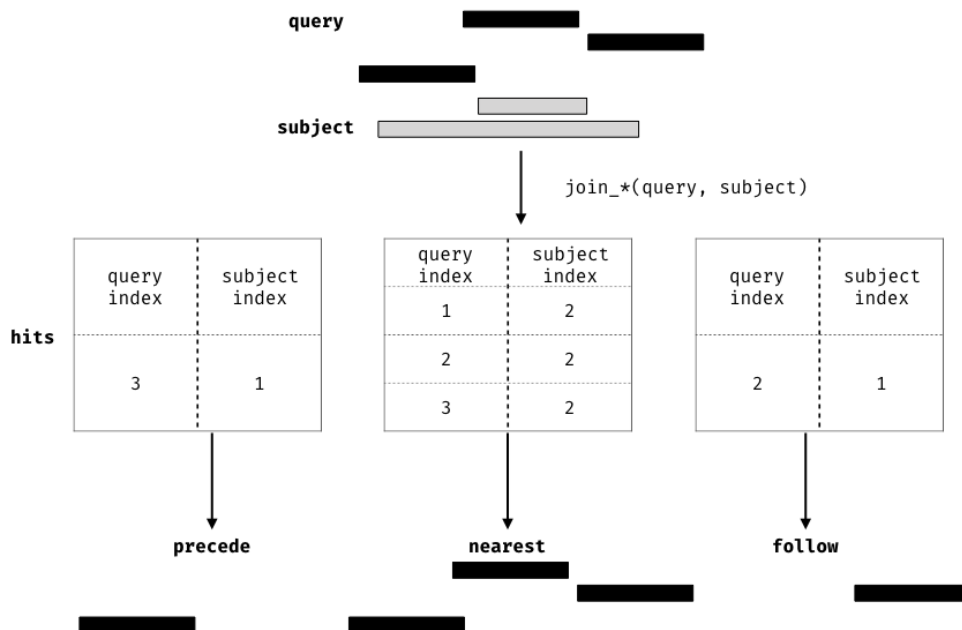 query
subject
join_*(query, subject)
query index
subject index
3
1
query index
subject index
1
2
2
2
3
2
query index
subject index
2
1
hits
precede
nearest
follow